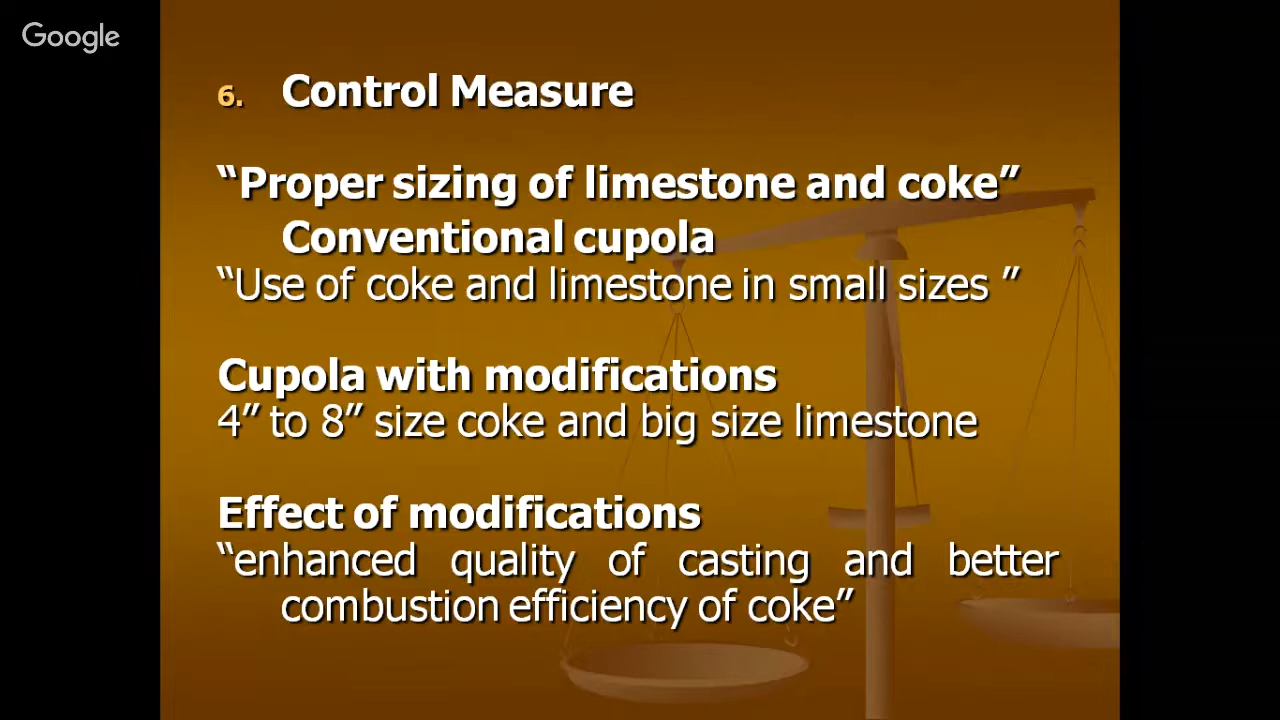 Google
6. Control Measure
“Proper sizing of limestone and coke”
Conventional cupola
“Use of coke and limestone in small sizes ”
Cupola with modifications
4” to 8” size coke and big size limestone
Effect of modifications
“enhanced quality of casting and better
combustion efficiency of coke”